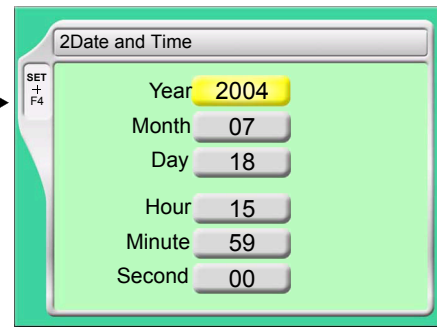 2Date and Time
SET
+
F4
Year 2004
Month 07
Day 18
Hour 15
Minute 59
Second 00